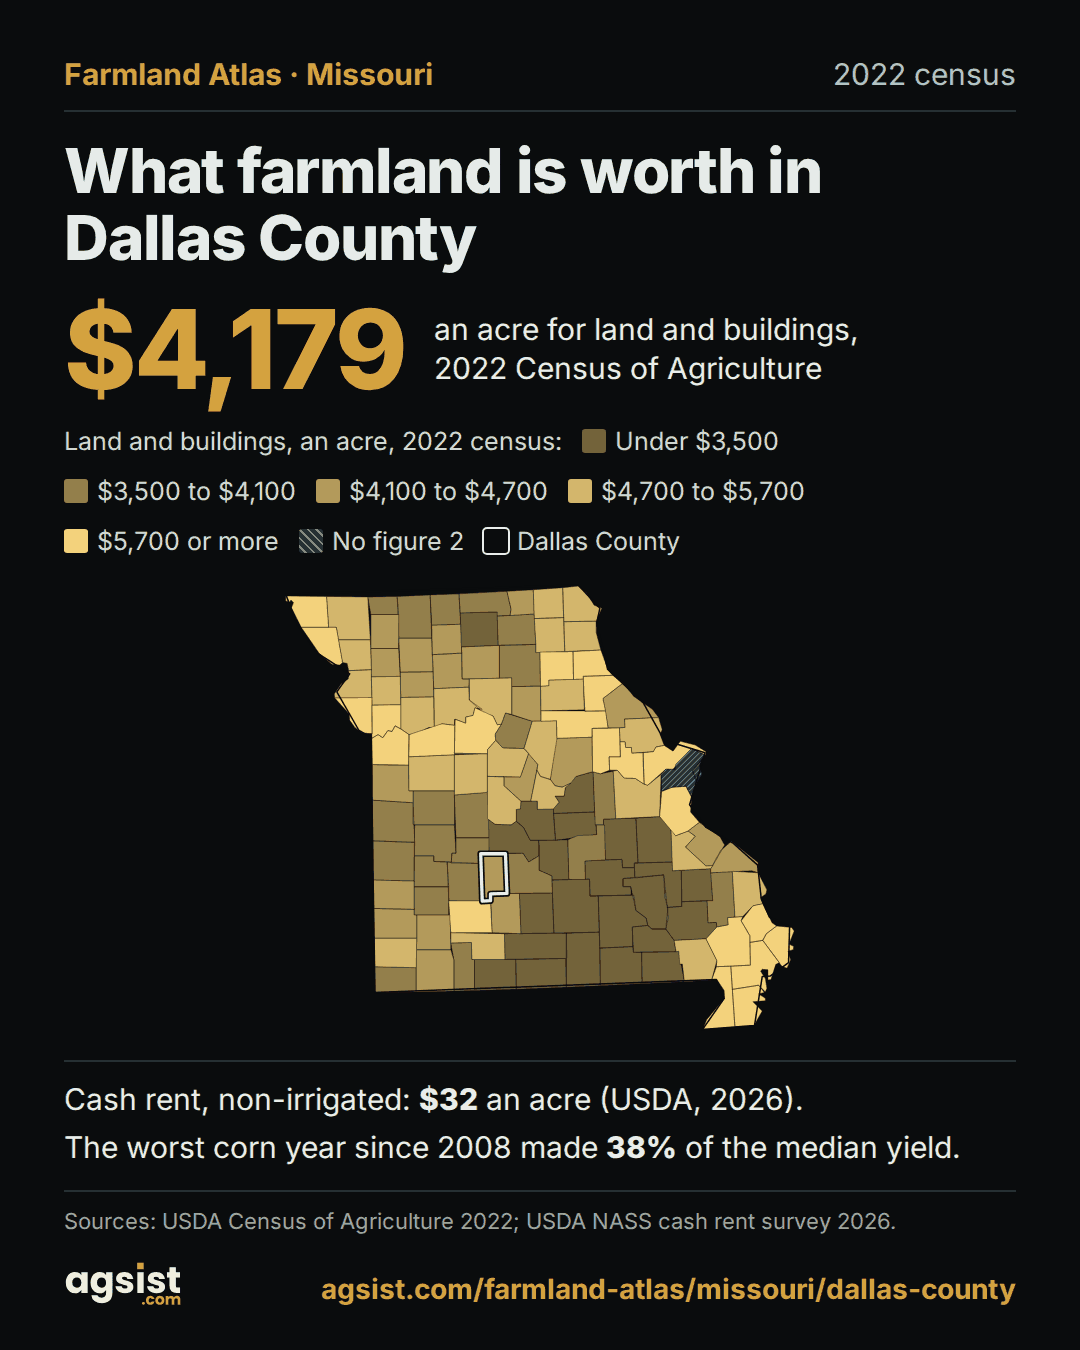 Farmland Atlas · Missouri
2022 census
What farmland is worth in
Dallas County
$4,179
an acre for land and buildings,
2022 Census of Agriculture
Land and buildings, an acre, 2022 census: Under $3,500
$3,500 to $4,100 $4,100 to $4,700 $4,700 to $5,700
$5,700 or more No figure 2 Dallas County
Cash rent, non-irrigated: $32 an acre (USDA, 2026).
The worst corn year since 2008 made 38% of the median yield.
Sources: USDA Census of Agriculture 2022; USDA NASS cash rent survey 2026.
agsist
.com
agsist.com/farmland-atlas/missouri/dallas-county